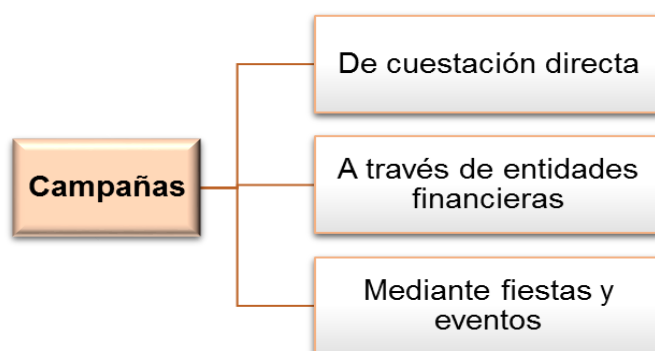 Campañas
De cuestación directa
A través de entidades
financieras
Mediante fiestas y
eventos